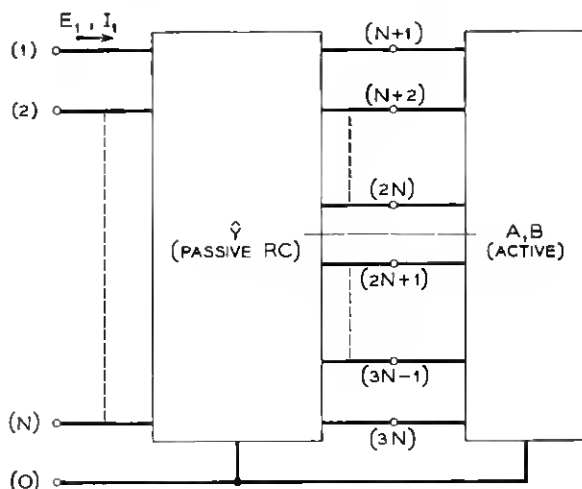 E₁ , I₁
(1)
(2)
(N)
(0)
Ŷ
(PASSIVE RC)
(N+1)
(N+2)
(2N)
(2N+1)
(3N-1)
(3N)
A,B
(ACTIVE)